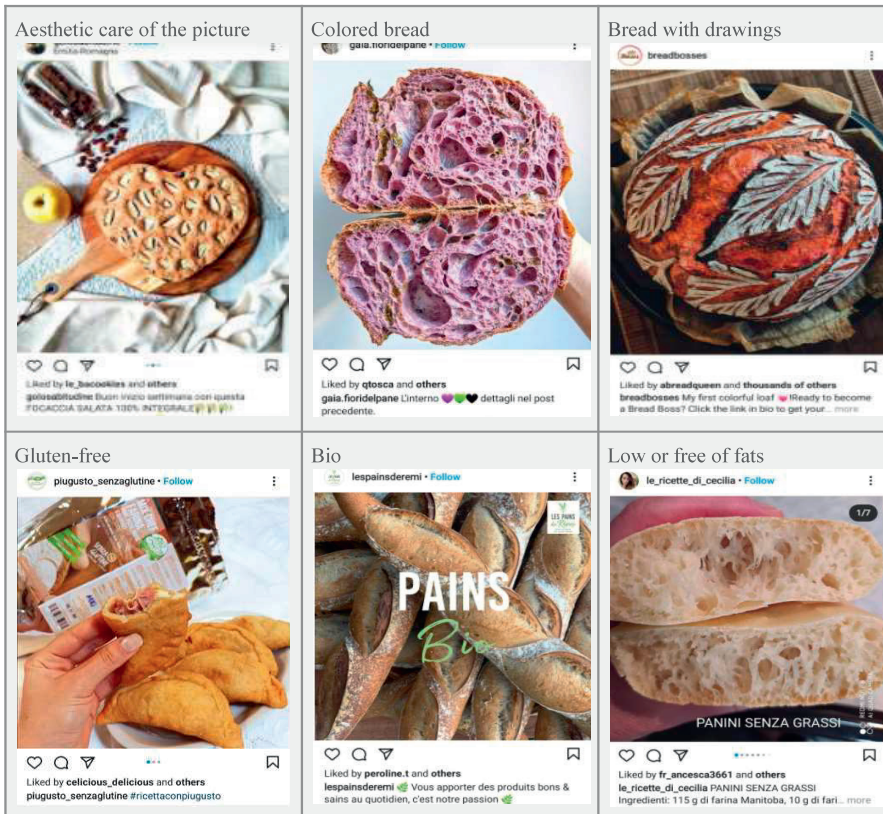 Aesthetic care of the picture
Emilia-Romagna
Liked by le_bacookies and others
golosabitudine Buon inizio settimana con questa
FOCACCIA SALATA 100% INTEGRALE
Colored bread
gaia.fioridelpane • Follow
Liked by qtosca and others
gaia.fioridelpane L'interno 💜💚🖤 dettagli nel post
precedente.
Bread with drawings
breadbosses
Liked by abreadqueen and thousands of others
breadbosses My first colorful loaf 💓!Ready to become
a Bread Boss? Click the link in bio to get your... more
Gluten-free
piugusto_senzaglutine • Follow
Liked by celicious_delicious and others
piugusto_senzaglutine #ricettaconpiugusto
Bio
lespainsderemi • Follow
LES PAINS
de Rémi
PAINS
Bio
Liked by peroline.t and others
lespainsderemi 🌿 Vous apporter des produits bons &
sains au quotidien, c'est notre passion 🌿
Low or free of fats
le_ricette_di_cecilia • Follow
1/7
PANINI SENZA GRASSI
Liked by fr_ancesca3661 and others
le_ricette_di_cecilia PANINI SENZA GRASSI
Ingredienti: 115 g di farina Manitoba, 10 g di fari... more